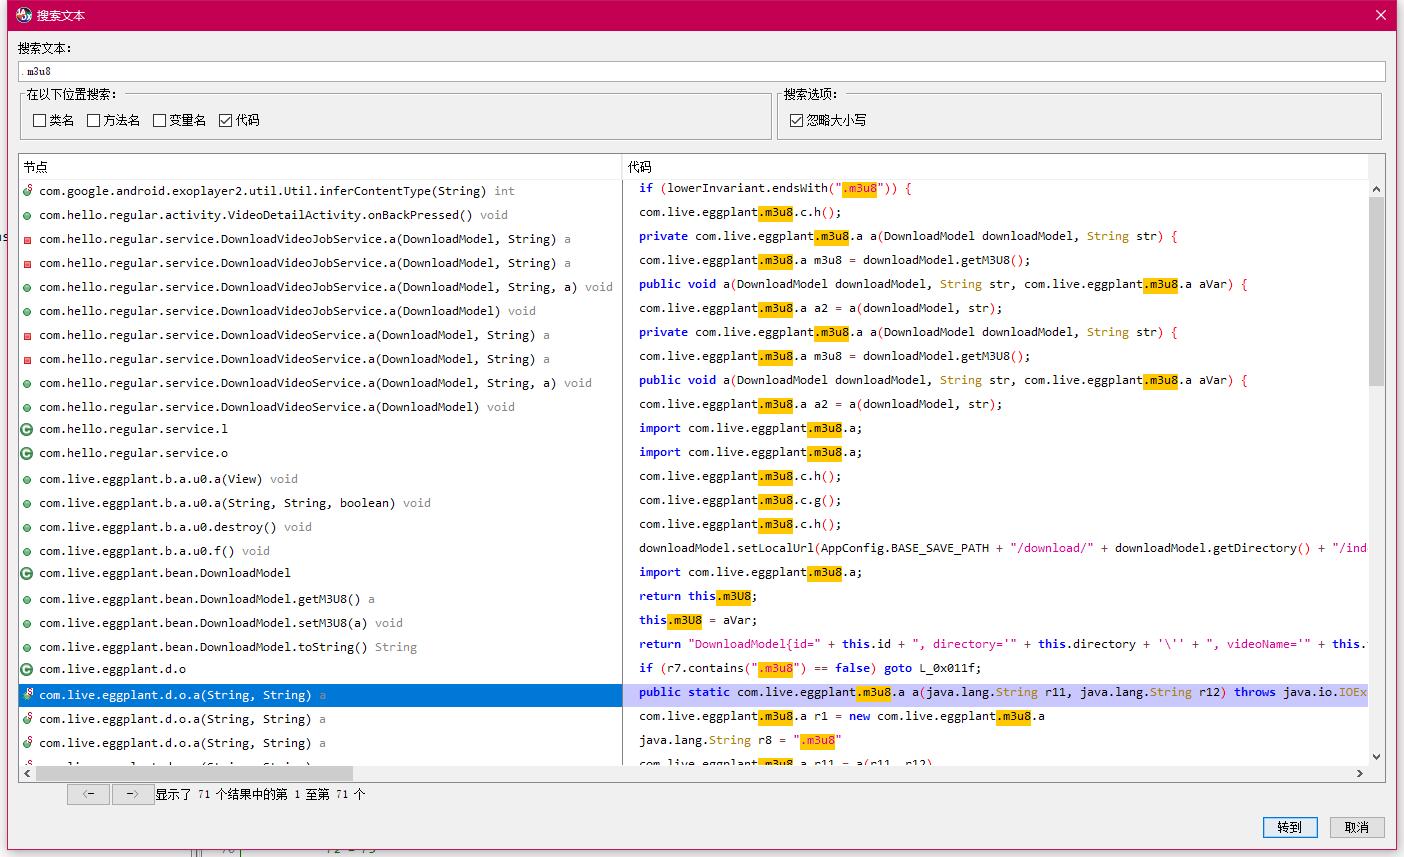 搜索文本
搜索文本:
.m3u8
在以下位置搜索:
类名 方法名 变量名 代码
搜索选项:
忽略大小写
节点 代码
com.google.android.exoplayer2.util.Util.inferContentType(String) int if (lowerInvariant.endsWith(".m3u8")) {
com.hello.regular.activity.VideoDetailActivity.onBackPressed() void com.live.eggplant.m3u8.c.h();
com.hello.regular.service.DownloadVideoJobService.a(DownloadModel, String) a private com.live.eggplant.m3u8.a a(DownloadModel downloadModel, String str) {
com.hello.regular.service.DownloadVideoJobService.a(DownloadModel, String) a com.live.eggplant.m3u8.a m3u8 = downloadModel.getM3U8();
com.hello.regular.service.DownloadVideoJobService.a(DownloadModel, String, a) void public void a(DownloadModel downloadModel, String str, com.live.eggplant.m3u8.a aVar) {
com.hello.regular.service.DownloadVideoJobService.a(DownloadModel) void com.live.eggplant.m3u8.a a2 = a(downloadModel, str);
com.hello.regular.service.DownloadVideoService.a(DownloadModel, String) a private com.live.eggplant.m3u8.a a(DownloadModel downloadModel, String str) {
com.hello.regular.service.DownloadVideoService.a(DownloadModel, String) a com.live.eggplant.m3u8.a m3u8 = downloadModel.getM3U8();
com.hello.regular.service.DownloadVideoService.a(DownloadModel, String, a) void public void a(DownloadModel downloadModel, String str, com.live.eggplant.m3u8.a aVar) {
com.hello.regular.service.DownloadVideoService.a(DownloadModel) void com.live.eggplant.m3u8.a a2 = a(downloadModel, str);
com.hello.regular.service.l import com.live.eggplant.m3u8.a;
com.hello.regular.service.o import com.live.eggplant.m3u8.a;
com.live.eggplant.b.a.u0.a(View) void com.live.eggplant.m3u8.c.h();
com.live.eggplant.b.a.u0.a(String, String, boolean) void com.live.eggplant.m3u8.c.g();
com.live.eggplant.b.a.u0.destroy() void com.live.eggplant.m3u8.c.h();
com.live.eggplant.b.a.u0.f() void downloadModel.setLocalUrl(AppConfig.BASE_SAVE_PATH + "/download/" + downloadModel.getDirectory() + "/ind
com.live.eggplant.bean.DownloadModel import com.live.eggplant.m3u8.a;
com.live.eggplant.bean.DownloadModel.getM3U8() a return this.m3U8;
com.live.eggplant.bean.DownloadModel.setM3U8(a) void this.m3U8 = aVar;
com.live.eggplant.bean.DownloadModel.toString() String return "DownloadModel{id=" + this.id + ", directory='" + this.directory + '\'' + ", videoName='" + this.
com.live.eggplant.d.o if (r7.contains(".m3u8") == false) goto L_0x011f;
com.live.eggplant.d.o.a(String, String) a public static com.live.eggplant.m3u8.a a(java.lang.String r11, java.lang.String r12) throws java.io.IOEx
com.live.eggplant.d.o.a(String, String) a com.live.eggplant.m3u8.a r1 = new com.live.eggplant.m3u8.a
com.live.eggplant.d.o.a(String, String) a java.lang.String r8 = ".m3u8"
com.live.eggplant.d.o.a(String, String) a com.live.eggplant.m3u8.a r11 = a(r11, r12)
<- -> 显示了 71 个结果中的第 1 至第 71 个
转到 取消